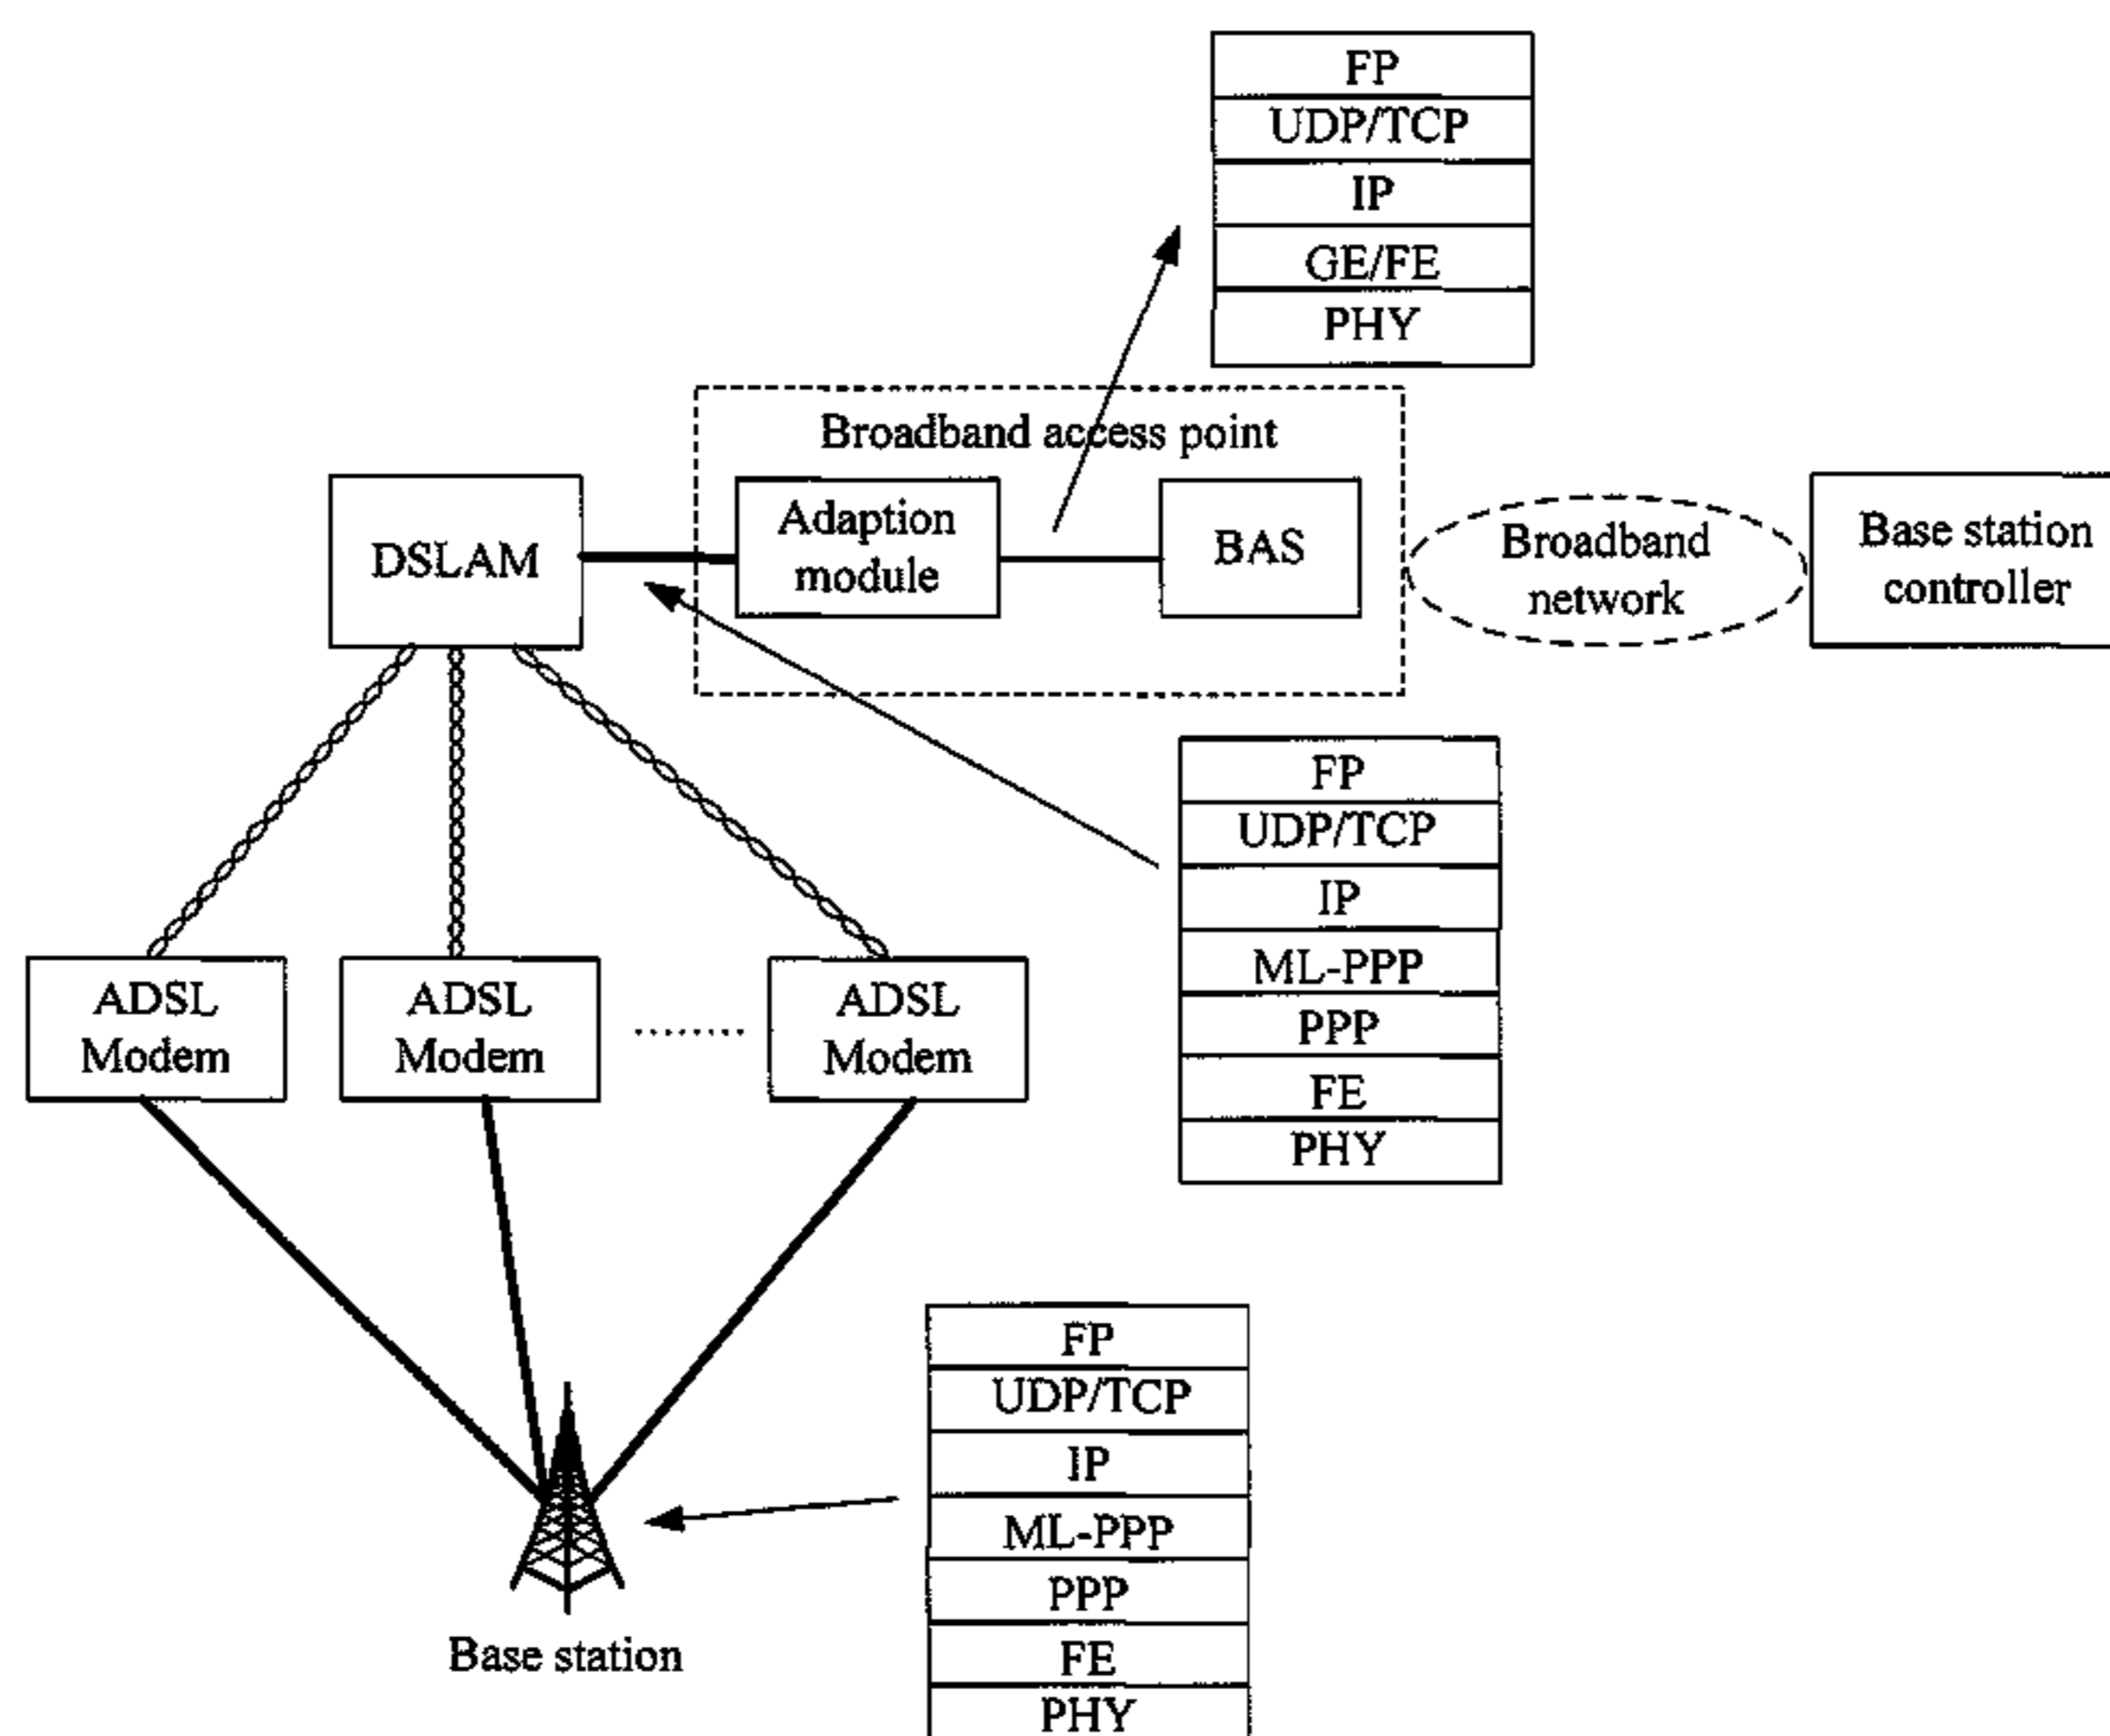 FP
UDP/TCP
IP
GE/FE
PHY
Broadband access point
DSLAM
Adaption
module
BAS
Broadband
network
Base station
controller
FP
UDP/TCP
IP
ML-PPP
PPP
FE
PHY
ADSL
Modem
ADSL
Modem
ADSL
Modem
FP
UDP/TCP
IP
ML-PPP
PPP
FE
PHY
Base station